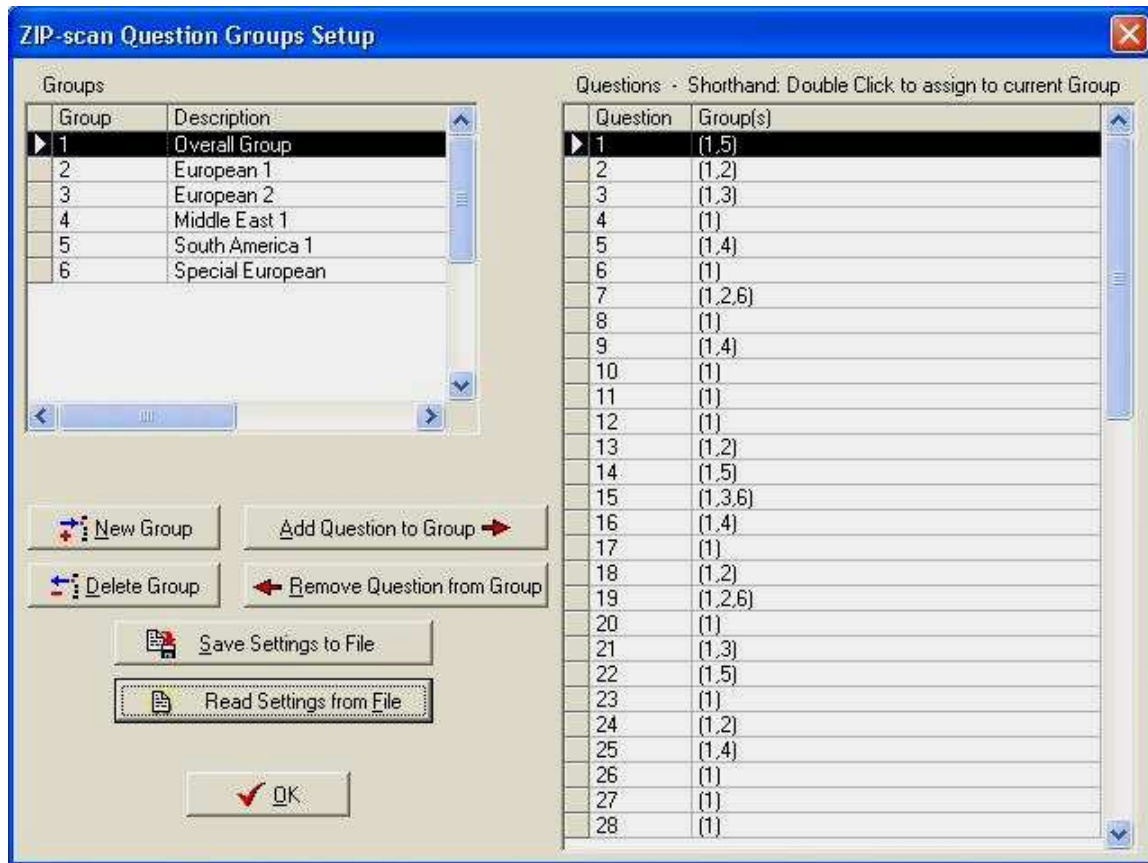 ZIP-scan Question Groups Setup
Groups
Group Description
1 Overall Group
2 European 1
3 European 2
4 Middle East 1
5 South America 1
6 Special European
New Group
Add Question to Group
Delete Group
Remove Question from Group
Save Settings to File
Read Settings from File
OK
Questions - Shorthand: Double Click to assign to current Group
Question Group(s)
1 (1,5)
2 (1,2)
3 (1,3)
4 (1)
5 (1,4)
6 (1)
7 (1,2,6)
8 (1)
9 (1,4)
10 (1)
11 (1)
12 (1)
13 (1,2)
14 (1,5)
15 (1,3,6)
16 (1,4)
17 (1)
18 (1,2)
19 (1,2,6)
20 (1)
21 (1,3)
22 (1,5)
23 (1)
24 (1,2)
25 (1,4)
26 (1)
27 (1)
28 (1)